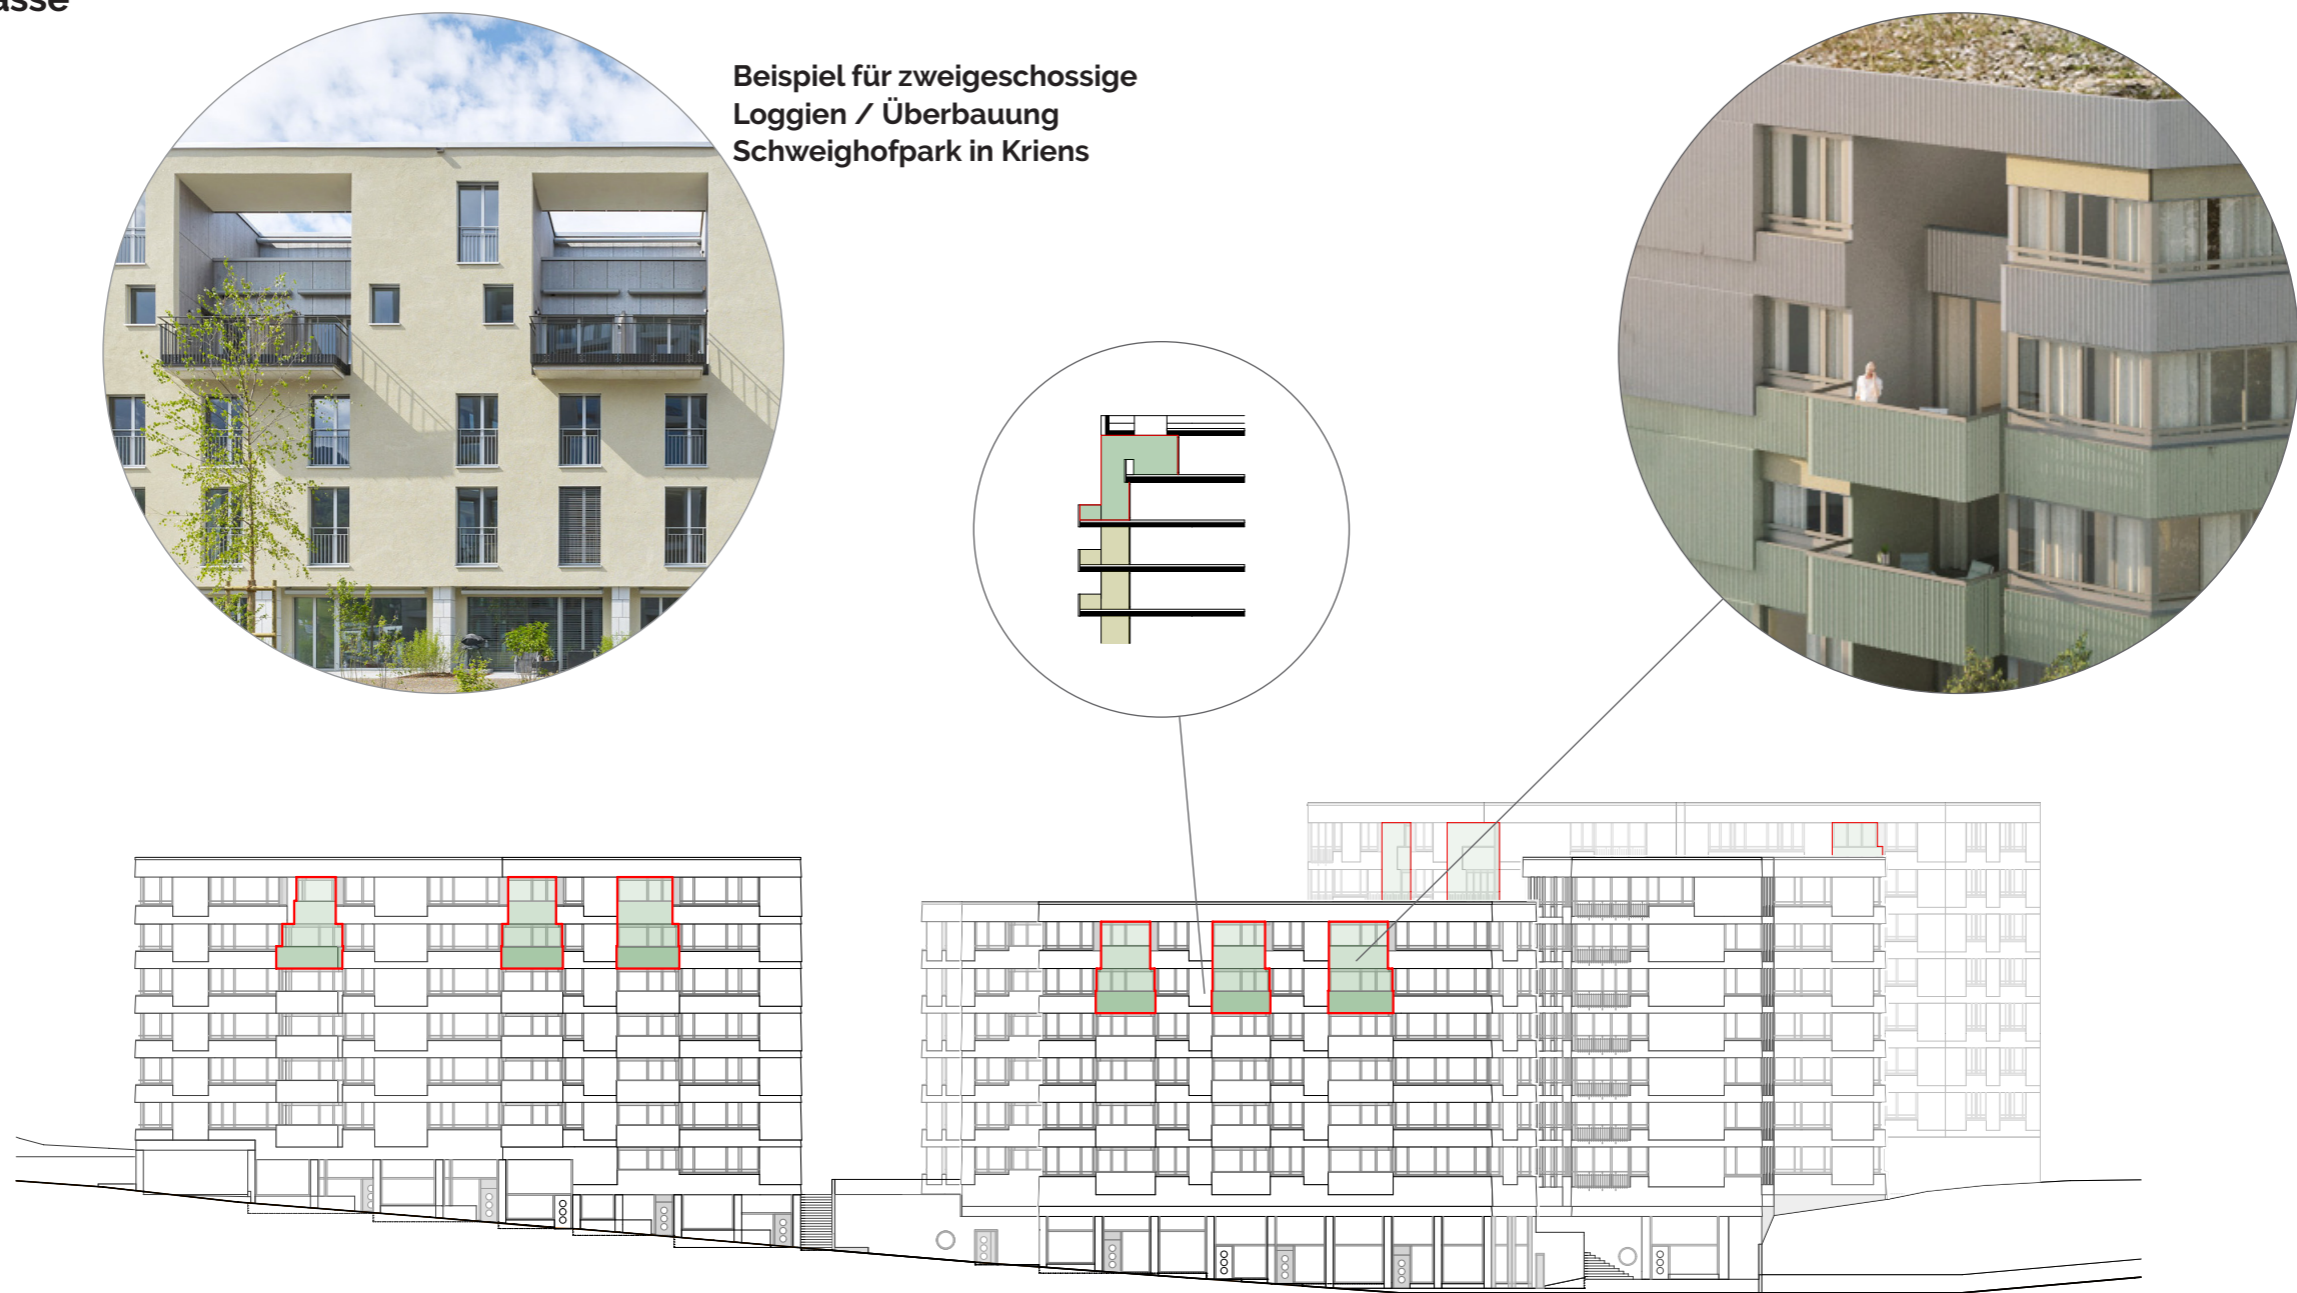 Beispiel für zweigeschossige
Loggien / Überbauung
Schweighofpark in Kriens